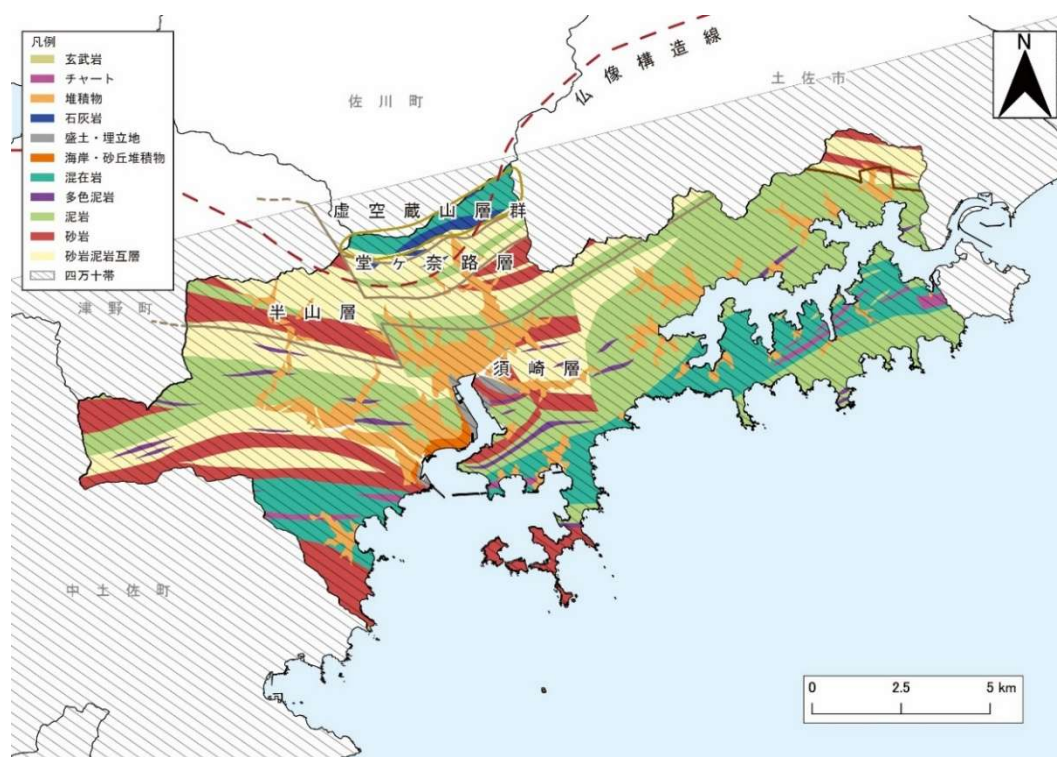 凡例
玄武岩
チャート
堆積物
石灰岩
盛土・埋立地
海岸・砂丘堆積物
混在岩
多色泥岩
泥岩
砂岩
砂岩泥岩互層
四万十帯
仏像構造線
N
土佐市
佐川町
虚空蔵山層群
堂ヶ奈路層
半山層
津野町
須崎層
中土佐町
0 2.5 5 km